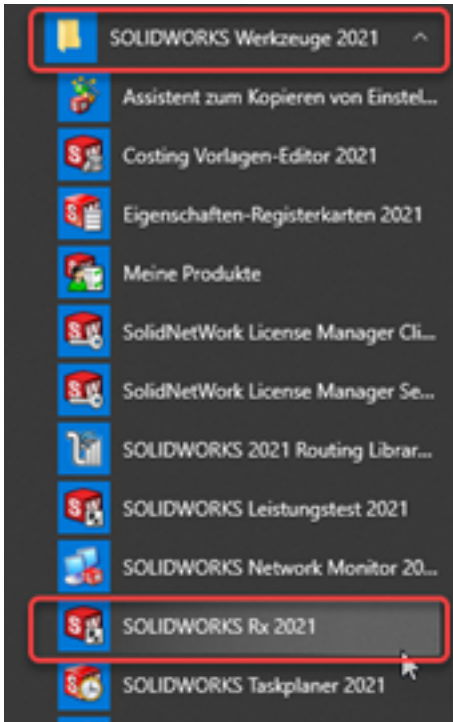 SOLIDWORKS Werkzeuge 2021
Assistent zum Kopieren von Einstel...
Costing Vorlagen-Editor 2021
Eigenschaften-Registerkarten 2021
Meine Produkte
SolidNetWork License Manager Cli...
SolidNetWork License Manager Se...
SOLIDWORKS 2021 Routing Librar...
SOLIDWORKS Leistungstest 2021
SOLIDWORKS Network Monitor 20...
SOLIDWORKS Rx 2021
SOLIDWORKS Taskplaner 2021